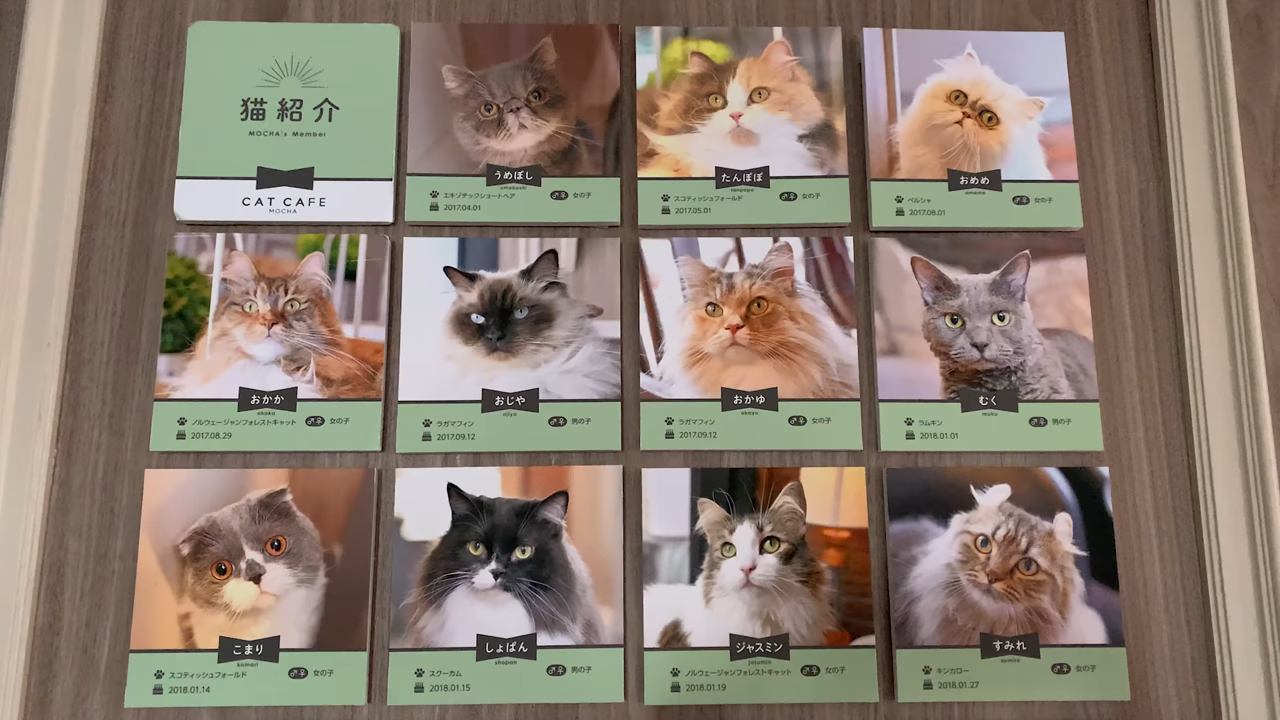 猫紹介
MOCHA's Member
CAT CAFE
MOCHA
うめぼし
umeboshi
エキゾチックショートヘア
♂♀ 女の子
2017.04.01
たんぽぽ
tanpopo
スコティッシュフォールド
♂♀ 女の子
2017.05.01
おめめ
omeme
ペルシャ
♂♀ 女の子
2017.08.01
おかか
okaka
ノルウェージャンフォレストキャット
♂♀ 女の子
2017.08.29
おじや
ojiya
ラガマフィン
♂♀ 男の子
2017.09.12
おかゆ
okayu
ラガマフィン
♂♀ 女の子
2017.09.12
むく
muku
ラムキン
♂♀ 男の子
2018.01.01
こまり
komari
スコティッシュフォールド
♂♀ 女の子
2018.01.14
しょぱん
shopan
スクーカム
♂♀ 男の子
2018.01.15
ジャスミン
jasumin
ノルウェージャンフォレストキャット
♂♀ 女の子
2018.01.19
すみれ
sumire
キンカロー
♂♀ 女の子
2018.01.27